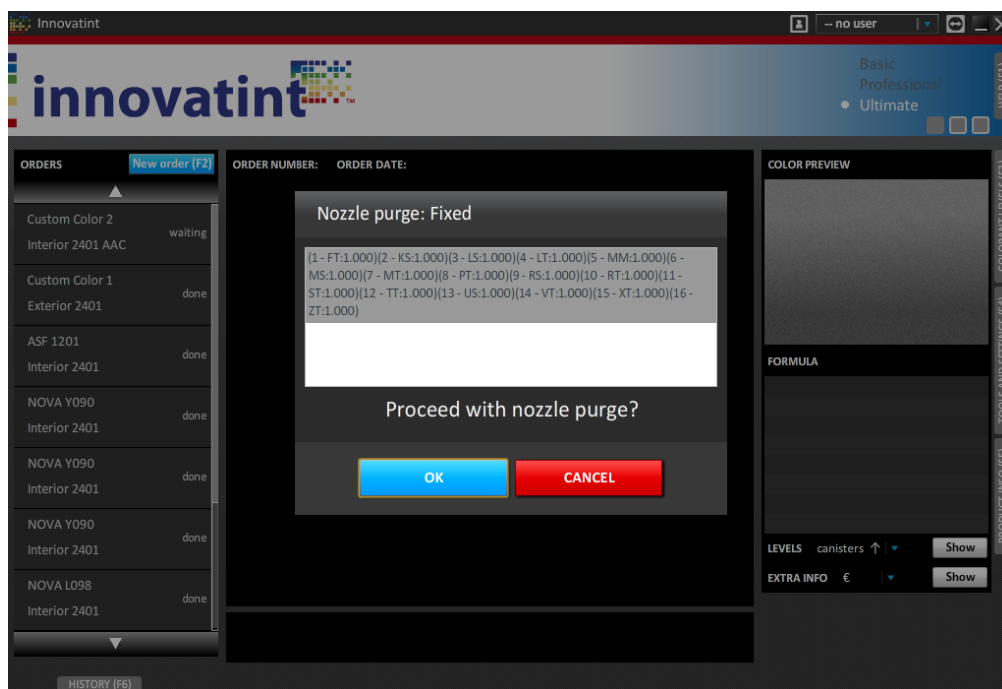 Innovatint
-- no user
innovatint
TM
Basic
Professional
Ultimate
ORDERS
New order (F2)
Custom Color 2
Interior 2401 AAC
waiting
Custom Color 1
Exterior 2401
done
ASF 1201
Interior 2401
done
NOVA Y090
Interior 2401
done
NOVA Y090
Interior 2401
done
NOVA Y090
Interior 2401
done
NOVA L098
Interior 2401
done
HISTORY (F6)
ORDER NUMBER: ORDER DATE:
Nozzle purge: Fixed
(1 - FT:1.000)(2 - KS:1.000)(3 - LS:1.000)(4 - LT:1.000)(5 - MM:1.000)(6 -
MS:1.000)(7 - MT:1.000)(8 - PT:1.000)(9 - RS:1.000)(10 - RT:1.000)(11 -
ST:1.000)(12 - TT:1.000)(13 - US:1.000)(14 - VT:1.000)(15 - XT:1.000)(16 -
ZT:1.000)
Proceed with nozzle purge?
OK
CANCEL
COLOR PREVIEW
FORMULA
LEVELS canisters Show
EXTRA INFO € Show